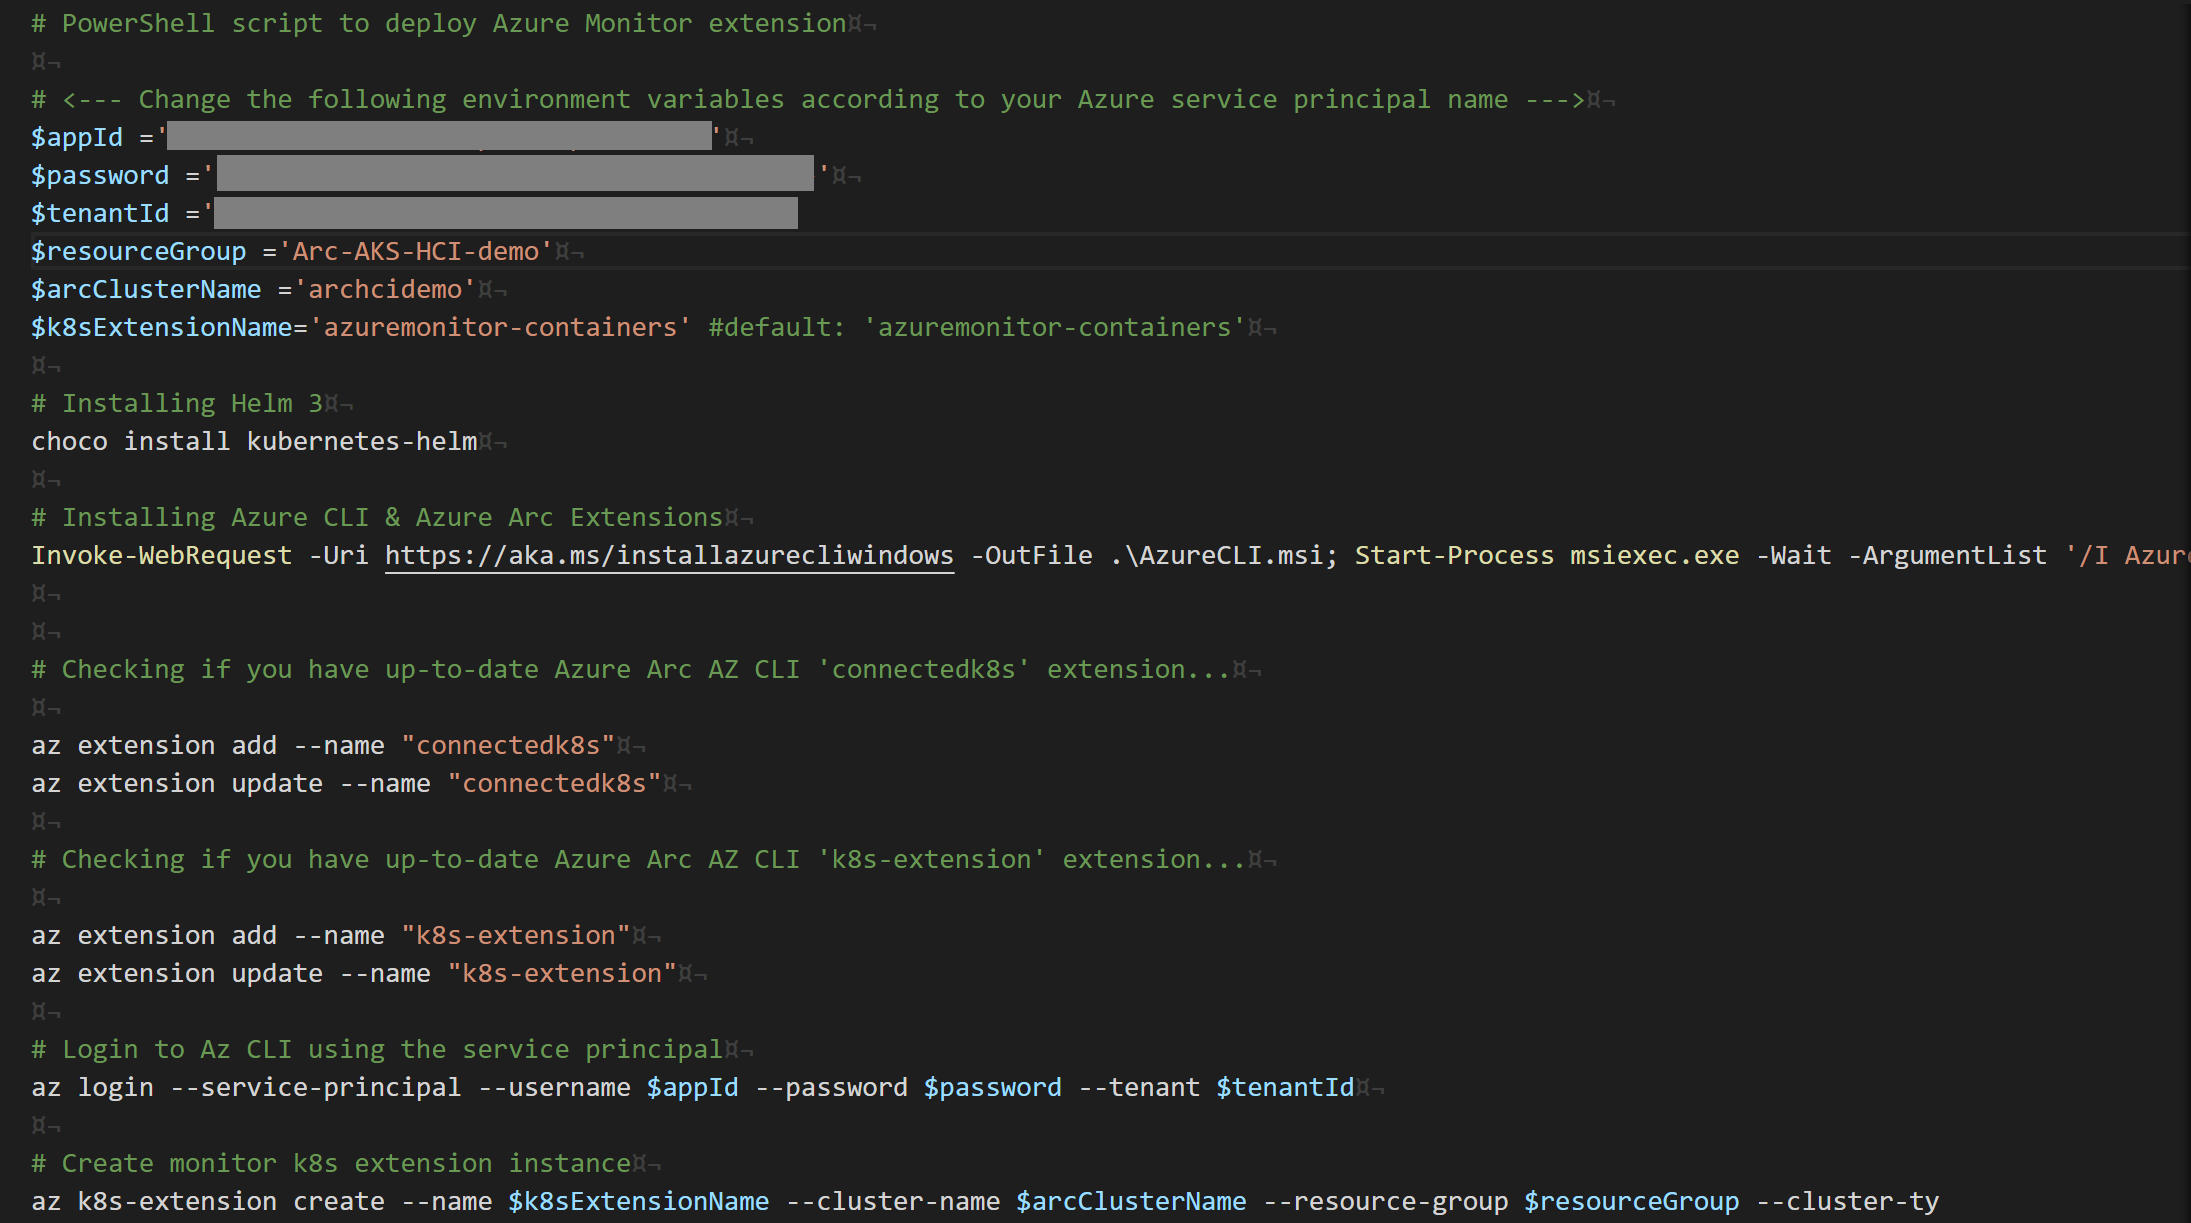 # PowerShell script to deploy Azure Monitor extension¤¬
¤¬
# <--- Change the following environment variables according to your Azure service principal name --->¤¬
$appId =''¤¬
$password =''¤¬
$tenantId ='
$resourceGroup ='Arc-AKS-HCI-demo'¤¬
$arcClusterName ='archcidemo'¤¬
$k8sExtensionName='azuremonitor-containers' #default: 'azuremonitor-containers'¤¬
¤¬
# Installing Helm 3¤¬
choco install kubernetes-helm¤¬
¤¬
# Installing Azure CLI & Azure Arc Extensions¤¬
Invoke-WebRequest -Uri https://aka.ms/installazurecliwindows -OutFile .\AzureCLI.msi; Start-Process msiexec.exe -Wait -ArgumentList '/I Azur
¤¬
¤¬
# Checking if you have up-to-date Azure Arc AZ CLI 'connectedk8s' extension...¤¬
¤¬
az extension add --name "connectedk8s"¤¬
az extension update --name "connectedk8s"¤¬
¤¬
# Checking if you have up-to-date Azure Arc AZ CLI 'k8s-extension' extension...¤¬
¤¬
az extension add --name "k8s-extension"¤¬
az extension update --name "k8s-extension"¤¬
¤¬
# Login to Az CLI using the service principal¤¬
az login --service-principal --username $appId --password $password --tenant $tenantId¤¬
¤¬
# Create monitor k8s extension instance¤¬
az k8s-extension create --name $k8sExtensionName --cluster-name $arcClusterName --resource-group $resourceGroup --cluster-ty